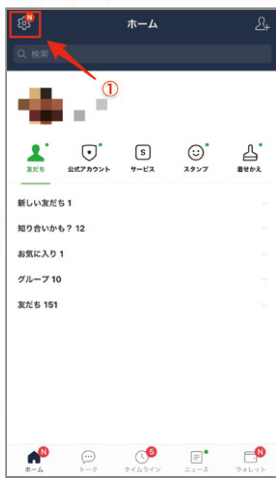 N
ホーム
検索
①
友だち 公式アカウント サービス スタンプ 着せかえ
新しい友だち 1
知り合いかも? 12
お気に入り 1
グループ 10
友だち 151
N 5 N
ホーム トーク タイムライン ニュース ウォレット